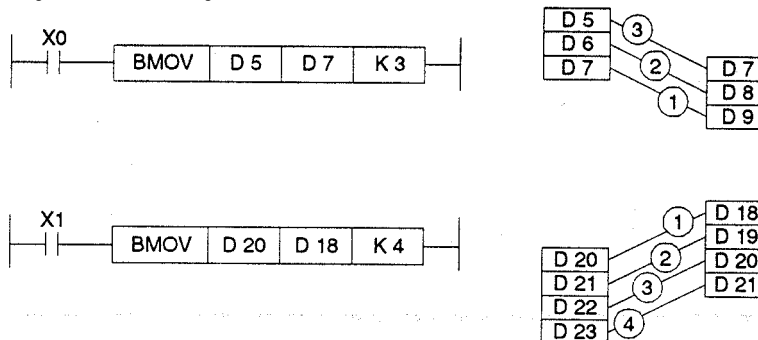 X0
BMOV D 5 D 7 K 3
D 5
D 6
D 7
3
2
1
D 7
D 8
D 9
X1
BMOV D 20 D 18 K 4
D 20
D 21
D 22
D 23
1
2
3
4
D 18
D 19
D 20
D 21